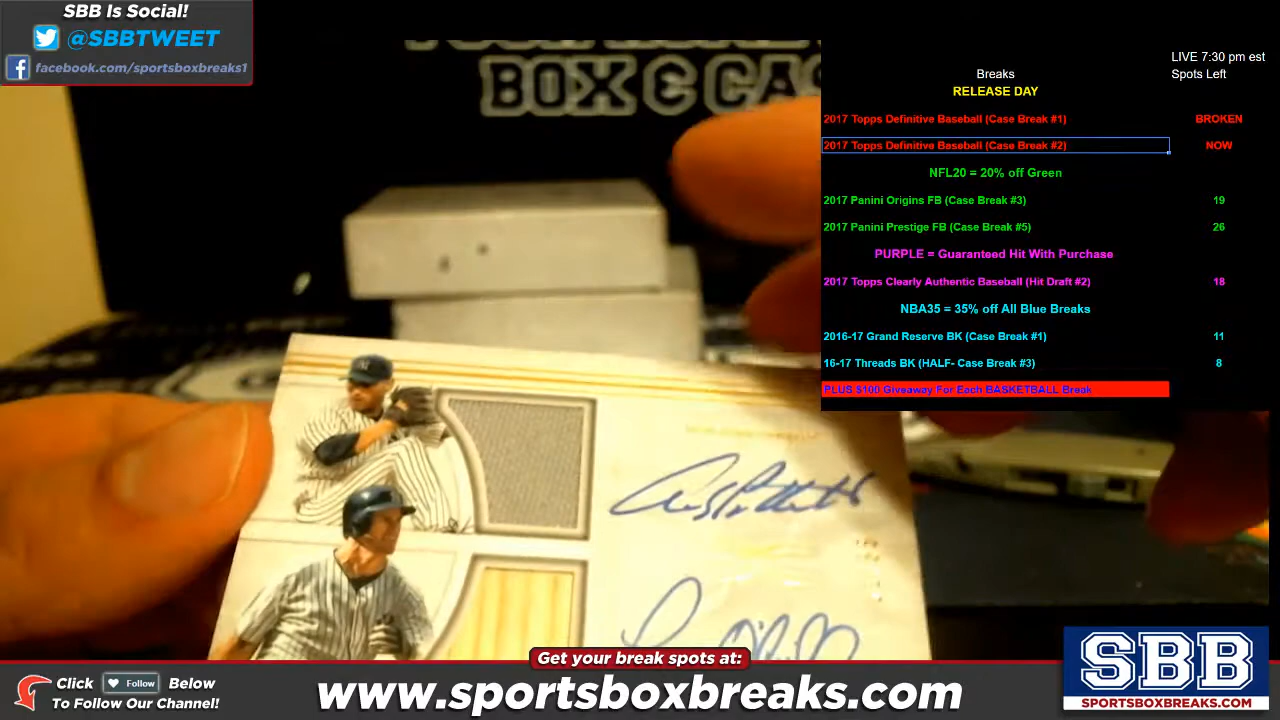 SBB Is Social!
@SBBTWEET
facebook.com/sportsboxbreaks1
BOX & CAS
LIVE 7:30 pm est
Breaks
Spots Left
RELEASE DAY
2017 Topps Definitive Baseball (Case Break #1) BROKEN
2017 Topps Definitive Baseball (Case Break #2) NOW
NFL20 = 20% off Green
2017 Panini Origins FB (Case Break #3) 19
2017 Panini Prestige FB (Case Break #5) 26
PURPLE = Guaranteed Hit With Purchase
2017 Topps Clearly Authentic Baseball (Hit Draft #2) 18
NBA35 = 35% off All Blue Breaks
2016-17 Grand Reserve BK (Case Break #1) 11
16-17 Threads BK (HALF- Case Break #3) 8
PLUS $100 Giveaway For Each BASKETBALL Break
Get your break spots at:
Click Follow Below
To Follow Our Channel!
www.sportsboxbreaks.com
SBB
SPORTSBOXBREAKS.COM